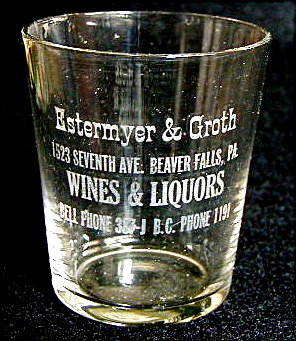 Estermyer & Groth
1523 SEVENTH AVE. BEAVER FALLS, PA.
WINES & LIQUORS
BELL PHONE J B.C. PHONE 1191